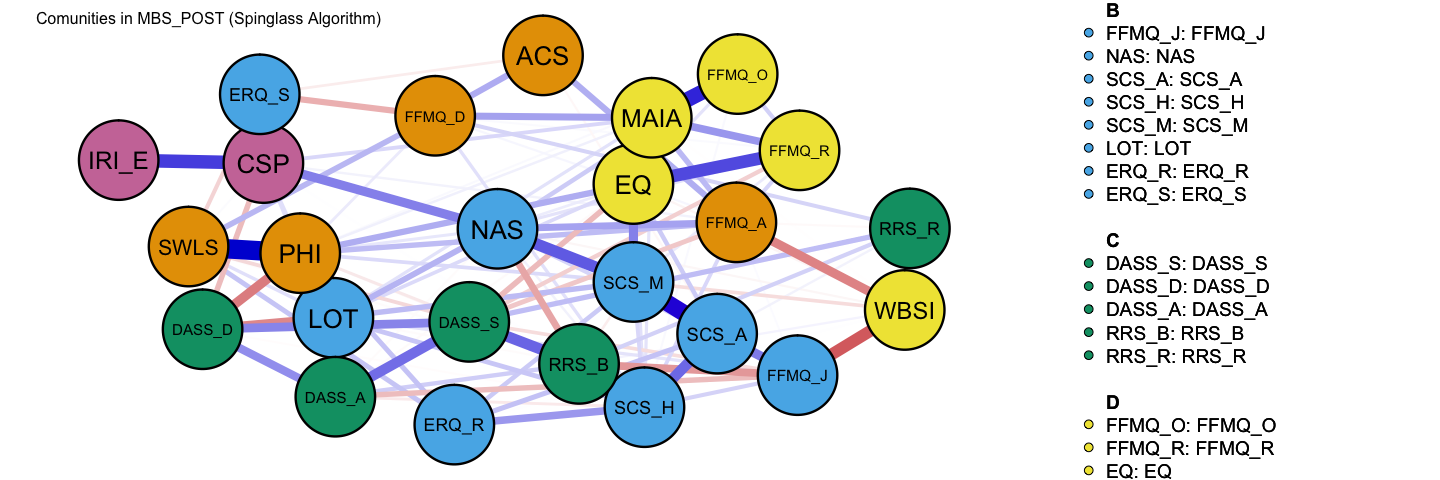 Comunities in MBS_POST (Spinglass Algorithm)
ACS
ERQ_S
FFMQ_D
MAIA
FFMQ_O
IRI_E
CSP
EQ
FFMQ_R
SWLS
PHI
NAS
FFMQ_A
RRS_R
DASS_D
LOT
DASS_S
SCS_M
SCS_A
WBSI
DASS_A
RRS_B
FFMQ_J
ERQ_R
SCS_H
B
FFMQ_J: FFMQ_J
NAS: NAS
SCS_A: SCS_A
SCS_H: SCS_H
SCS_M: SCS_M
LOT: LOT
ERQ_R: ERQ_R
ERQ_S: ERQ_S
C
DASS_S: DASS_S
DASS_D: DASS_D
DASS_A: DASS_A
RRS_B: RRS_B
RRS_R: RRS_R
D
FFMQ_O: FFMQ_O
FFMQ_R: FFMQ_R
EQ: EQ